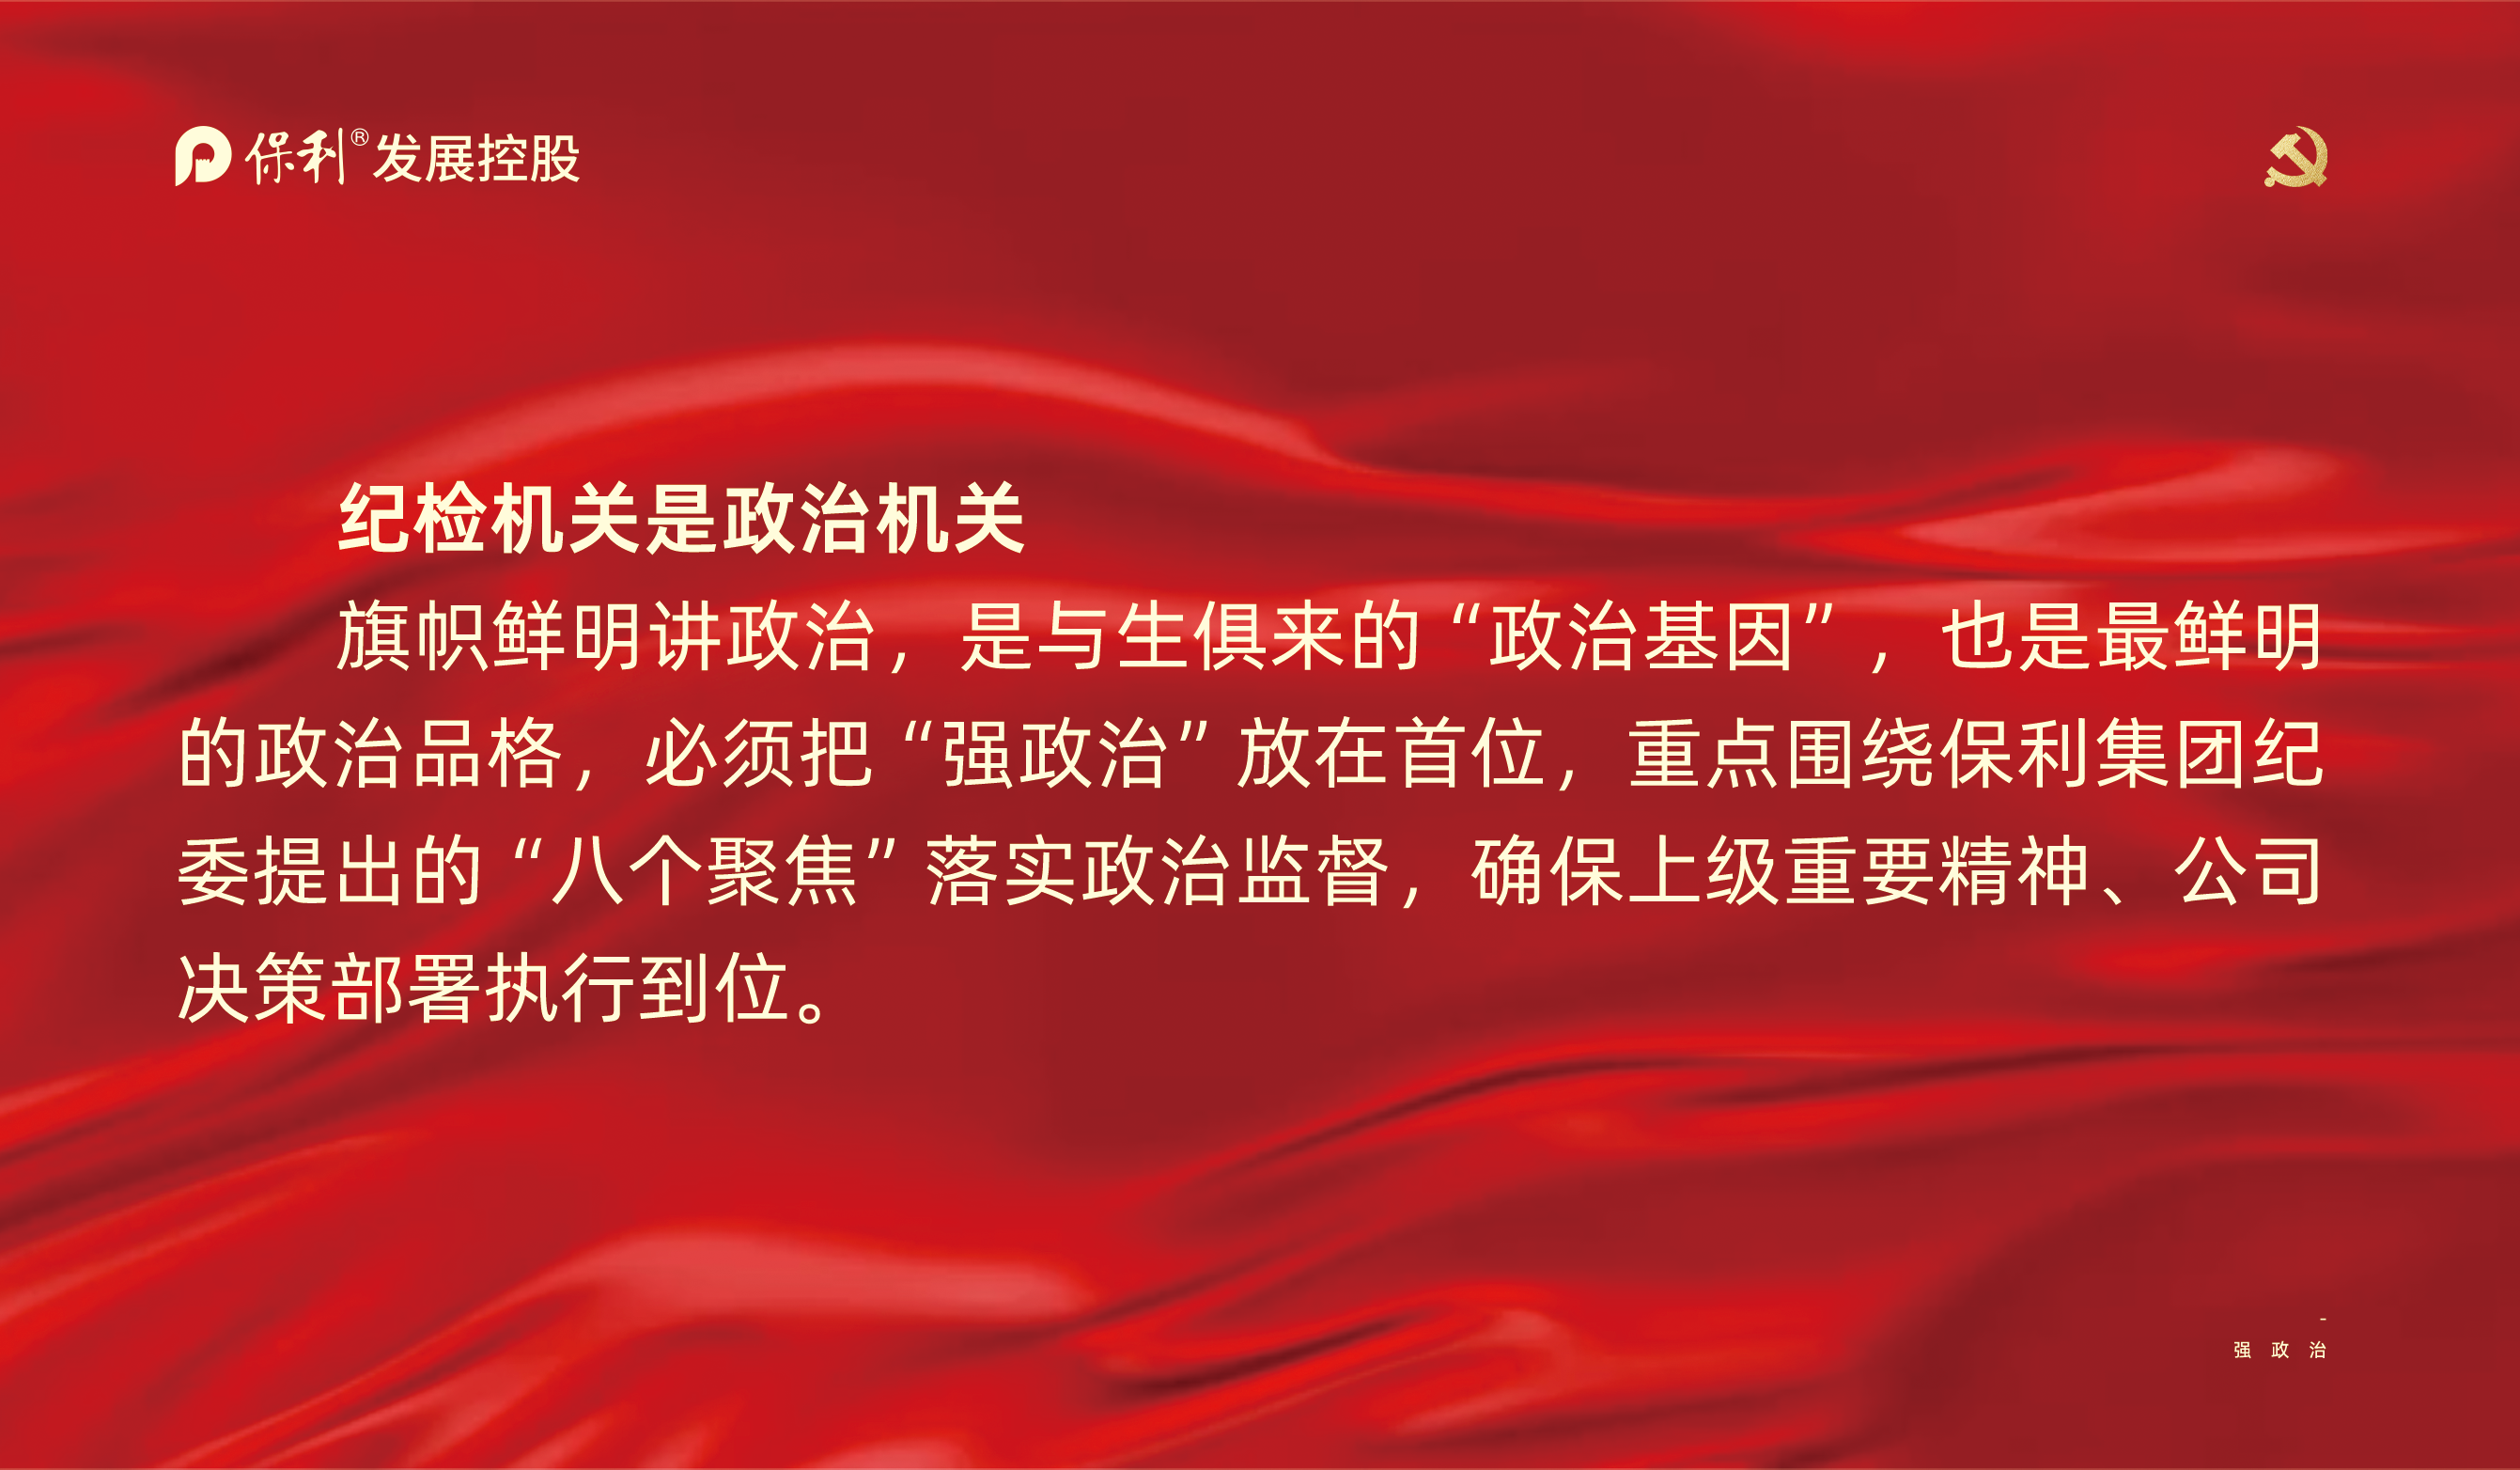 保利®发展控股
纪检机关是政治机关
旗帜鲜明讲政治，是与生俱来的“政治基因”，也是最鲜明
的政治品格，必须把“强政治”放在首位，重点围绕保利集团纪
委提出的“八个聚焦”落实政治监督，确保上级重要精神、公司
决策部署执行到位。
-
强 政 治